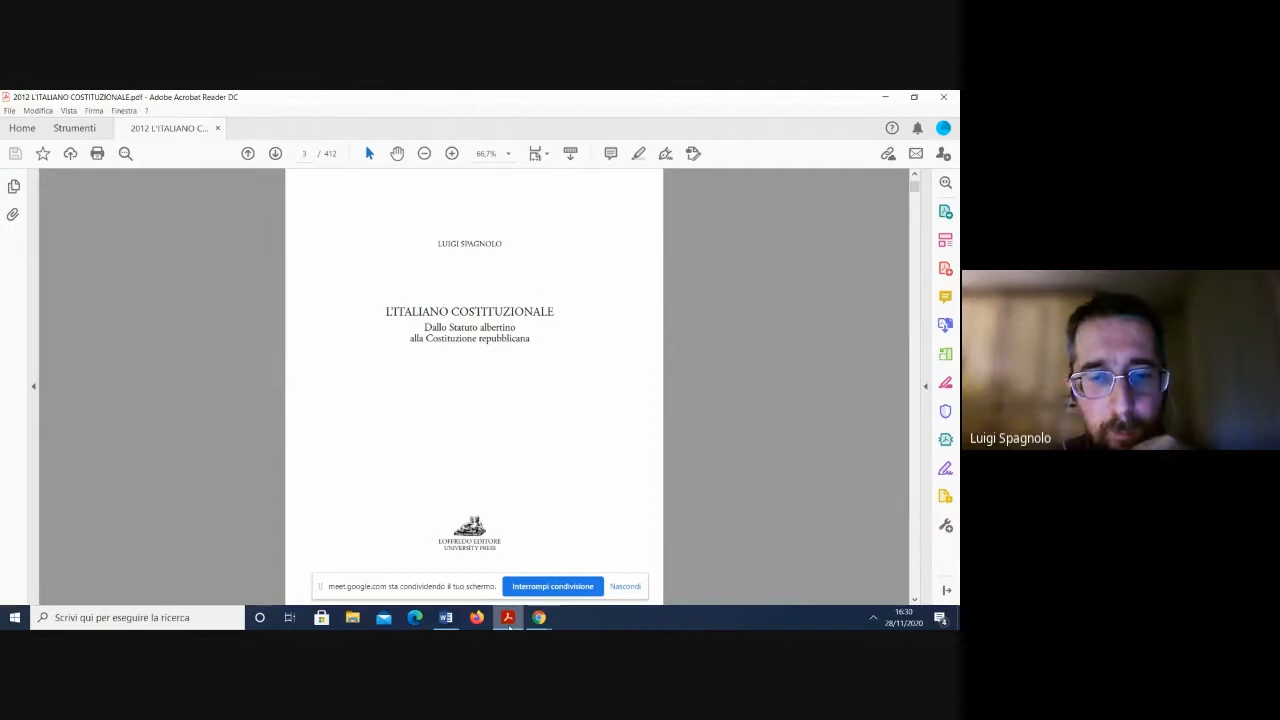 2012 L'ITALIANO COSTITUZIONALE.pdf - Adobe Acrobat Reader DC
File Modifica Vista Firma Finestra ?
Home Strumenti 2012 L'ITALIANO C... ×
3 / 412 66,7%
LUIGI SPAGNOLO
L'ITALIANO COSTITUZIONALE
Dallo Statuto albertino
alla Costituzione repubblicana
LOFFREDO EDITORE
UNIVERSITY PRESS
meet.google.com sta condividendo il tuo schermo. Interrompi condivisione Nascondi
Scrivi qui per eseguire la ricerca
16:30
28/11/2020
4
Luigi Spagnolo